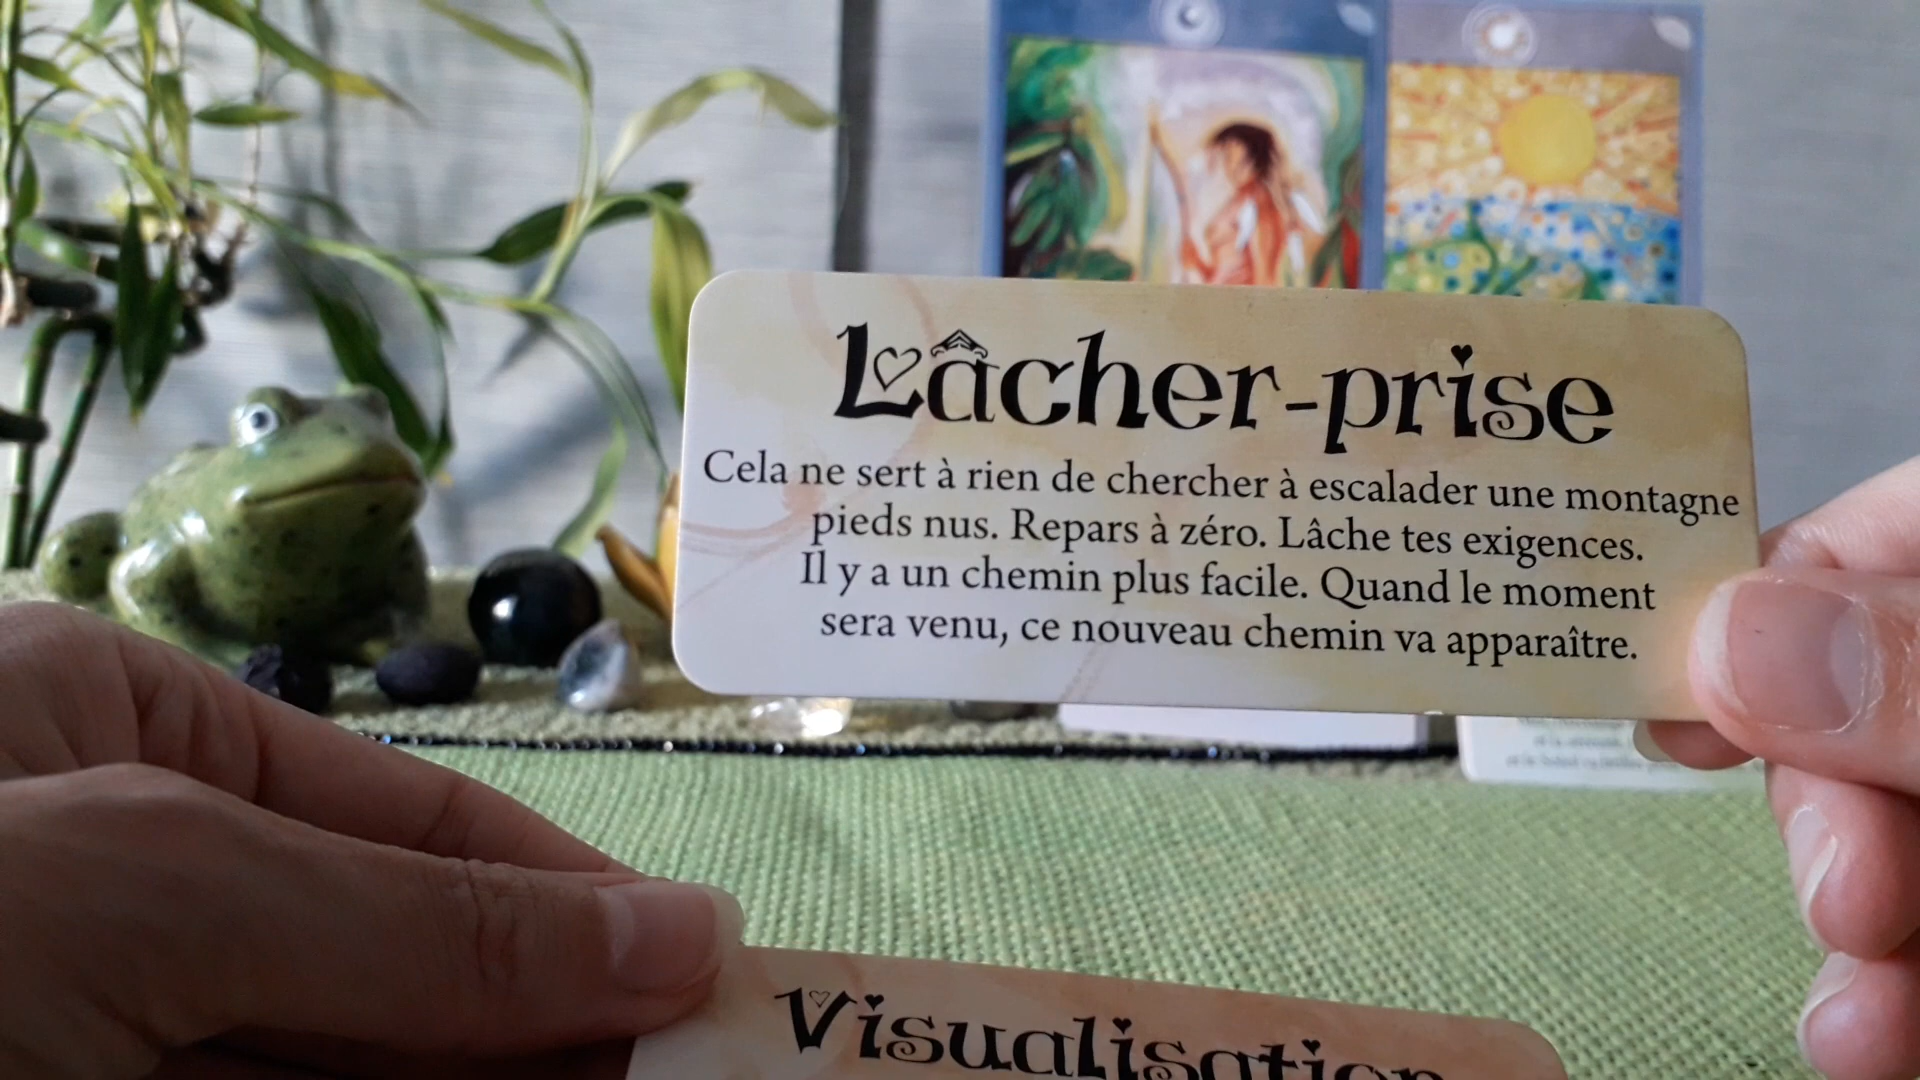 Lâcher-prise
Cela ne sert à rien de chercher à escalader une montagne
pieds nus. Repars à zéro. Lâche tes exigences.
Il y a un chemin plus facile. Quand le moment
sera venu, ce nouveau chemin va apparaître.
Visualisation